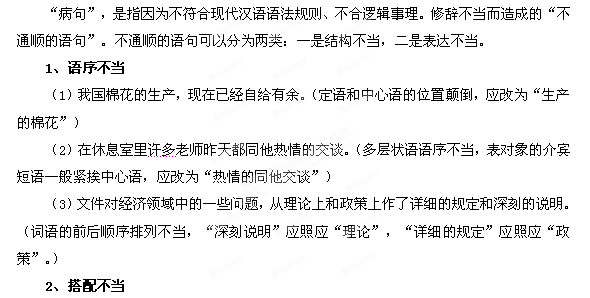 “病句”，是指因为不符合现代汉语语法规则、不合逻辑事理。修辞不当而造成的“不
通顺的语句”。不通顺的语句可以分为两类：一是结构不当，二是表达不当。
1、语序不当
（1）我国棉花的生产，现在已经自给有余。（定语和中心语的位置颠倒，应改为“生产
的棉花”）
（2）在休息室里许多老师昨天都同他热情的交谈。（多层状语语序不当，表对象的介宾
短语一般紧挨中心语，应改为“热情的同他交谈”）
（3）文件对经济领域中的一些问题，从理论上和政策上作了详细的规定和深刻的说明。
（词语的前后顺序排列不当，“深刻说明”应照应“理论”，“详细的规定”应照应“政
策”。）
2、搭配不当